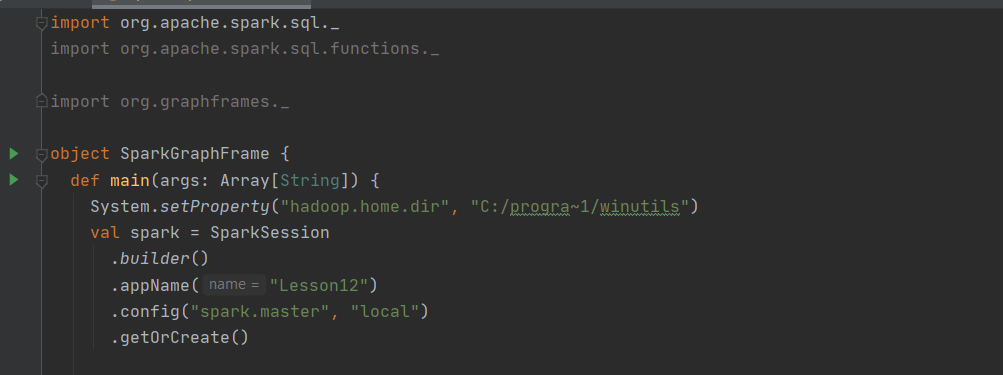 import org.apache.spark.sql._
import org.apache.spark.sql.functions._
import org.graphframes._
object SparkGraphFrame {
def main(args: Array[String]) {
System.setProperty("hadoop.home.dir", "C:/progra~1/winutils")
val spark = SparkSession
.builder()
.appName( name = "Lesson12")
.config("spark.master", "local")
.getOrCreate()